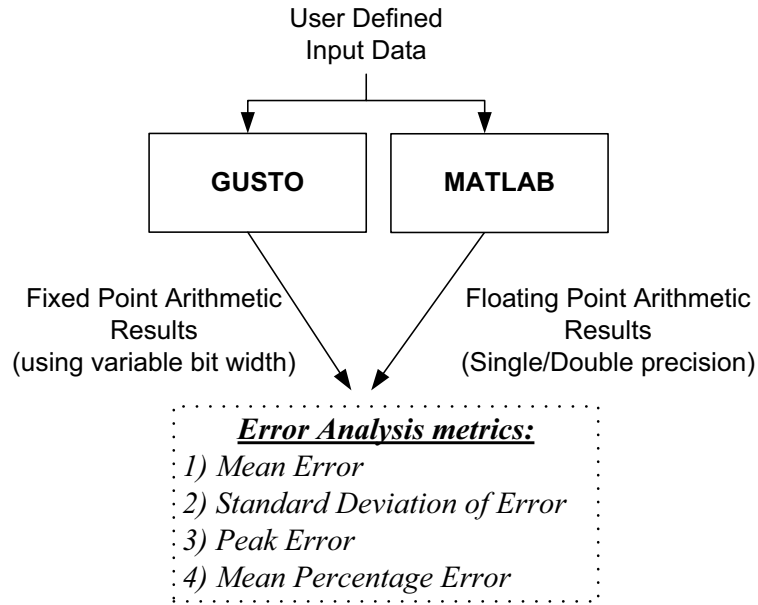 User Defined
Input Data
GUSTO
MATLAB
Fixed Point Arithmetic
Results
(using variable bit width)
Floating Point Arithmetic
Results
(Single/Double precision)
Error Analysis metrics:
1) Mean Error
2) Standard Deviation of Error
3) Peak Error
4) Mean Percentage Error